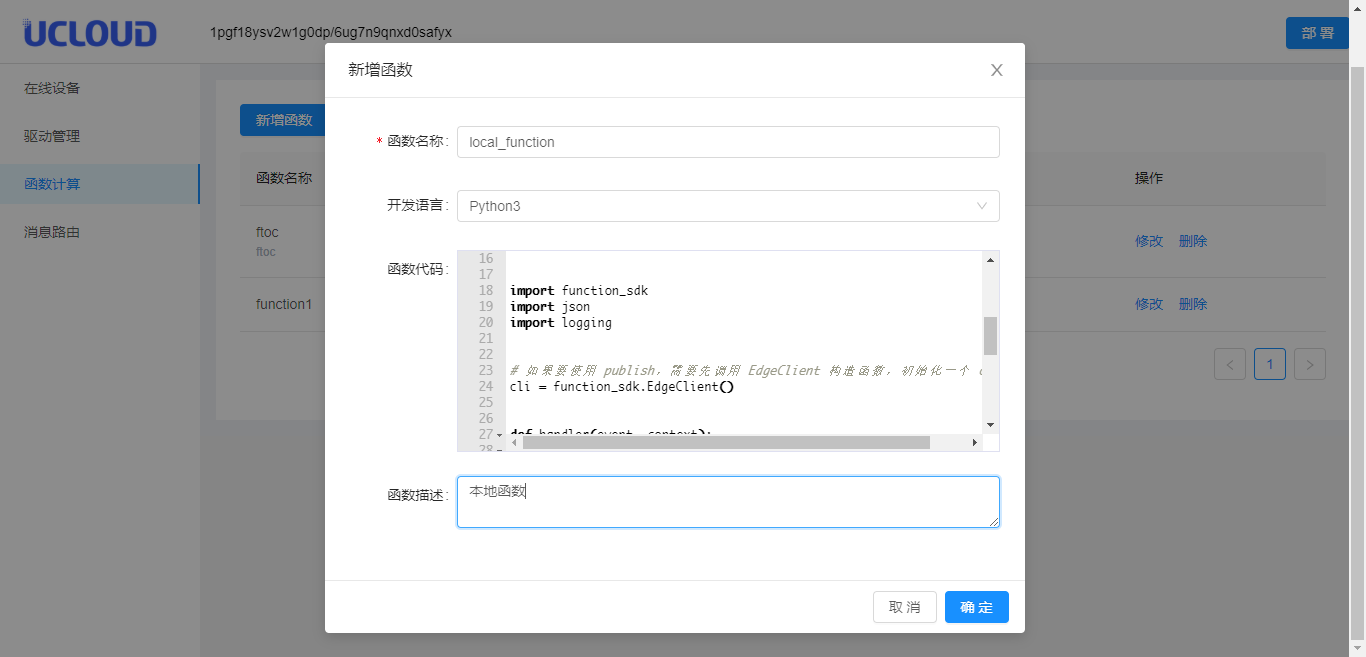 UCLOUD
1pgf18ysv2w1g0dp/6ug7n9qnxd0safyx
部 署
在线设备
驱动管理
函数计算
消息路由
新增函数
函数名称
操作
ftoc
ftoc
修改 删除
function1
修改 删除
1
新增函数
* 函数名称:
local_function
开发语言:
Python3
函数代码:
16
17
18 import function_sdk
19 import json
20 import logging
21
22
23 # 如果要使用 publish，需要先调用 EdgeClient 构造函数，初始化一个
24 cli = function_sdk.EdgeClient()
25
26
27 def handler(event, context):
28
函数描述:
本地函数
取 消
确 定